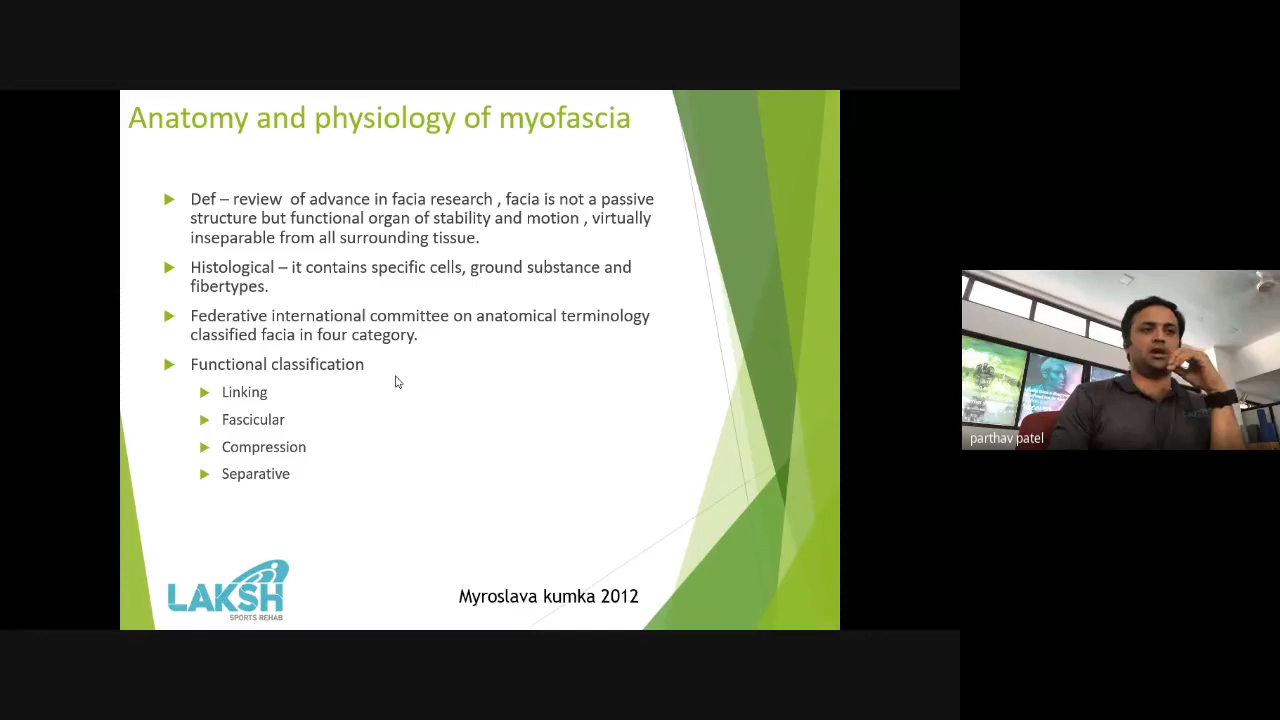 Anatomy and physiology of myofascia
Def – review of advance in facia research , facia is not a passive
structure but functional organ of stability and motion , virtually
inseparable from all surrounding tissue.
Histological – it contains specific cells, ground substance and
fibertypes.
Federative international committee on anatomical terminology
classified facia in four category.
Functional classification
Linking
Fascicular
Compression
Separative
LAKSH
SPORTS REHAB
Myroslava kumka 2012
parthav patel